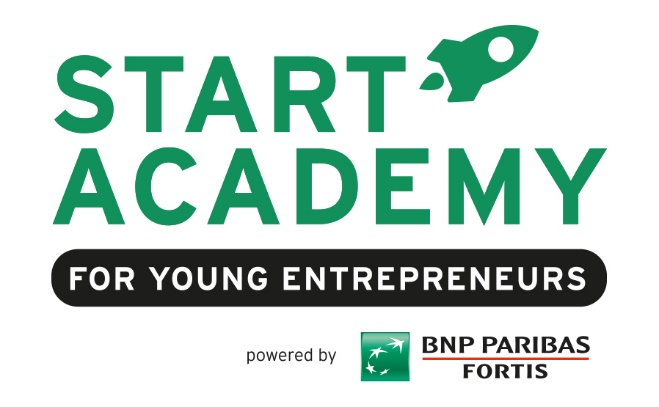 START
ACADEMY
FOR YOUNG ENTREPRENEURS
powered by BNP PARIBAS
FORTIS